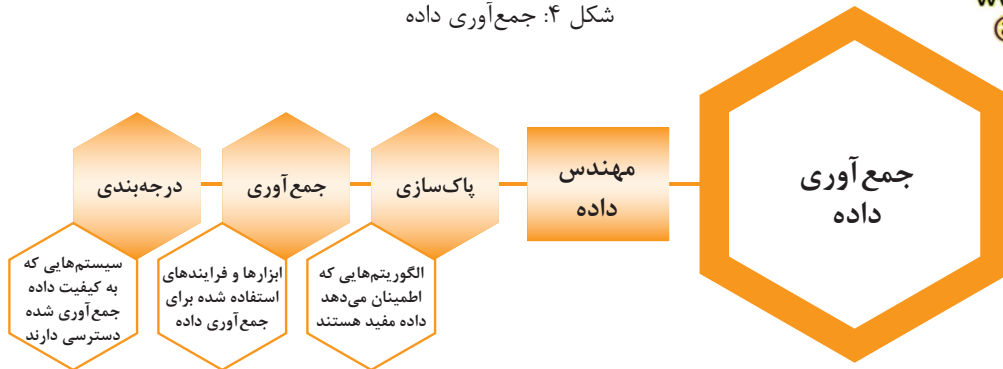 شکل ۴: جمع‌آوری داده
جمع‌آوری
داده
مهندس
داده
پاک‌سازی
الگوریتم‌هایی که
اطمینان می‌دهد
داده مفید هستند
جمع‌آوری
ابزارها و فرایندهای
استفاده شده برای
جمع‌آوری داده
درجه‌بندی
سیستم‌هایی که
به کیفیت داده
جمع‌آوری شده
دسترسی دارند